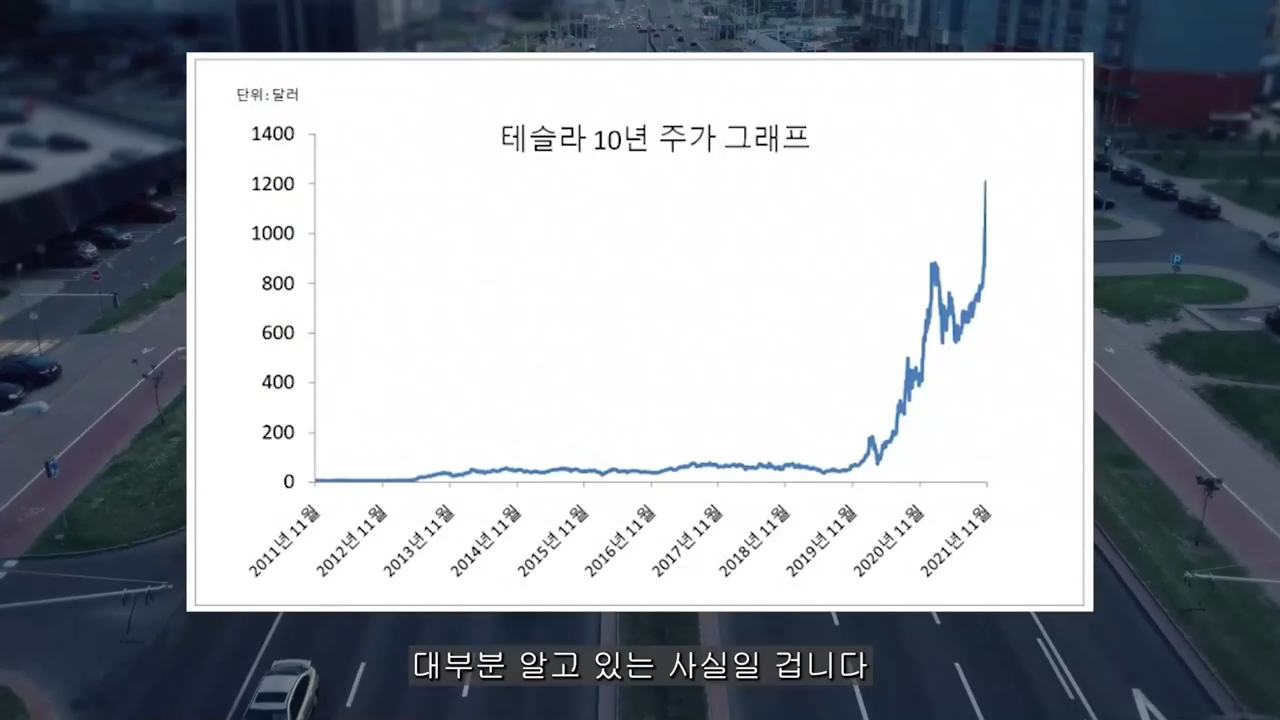 단위:달러
테슬라 10년 주가 그래프
1400
1200
1000
800
600
400
200
0
2011년 11월
2012년 11월
2013년 11월
2014년 11월
2015년 11월
2016년 11월
2017년 11월
2018년 11월
2019년 11월
2020년 11월
2021년 11월
대부분 알고 있는 사실일 겁니다